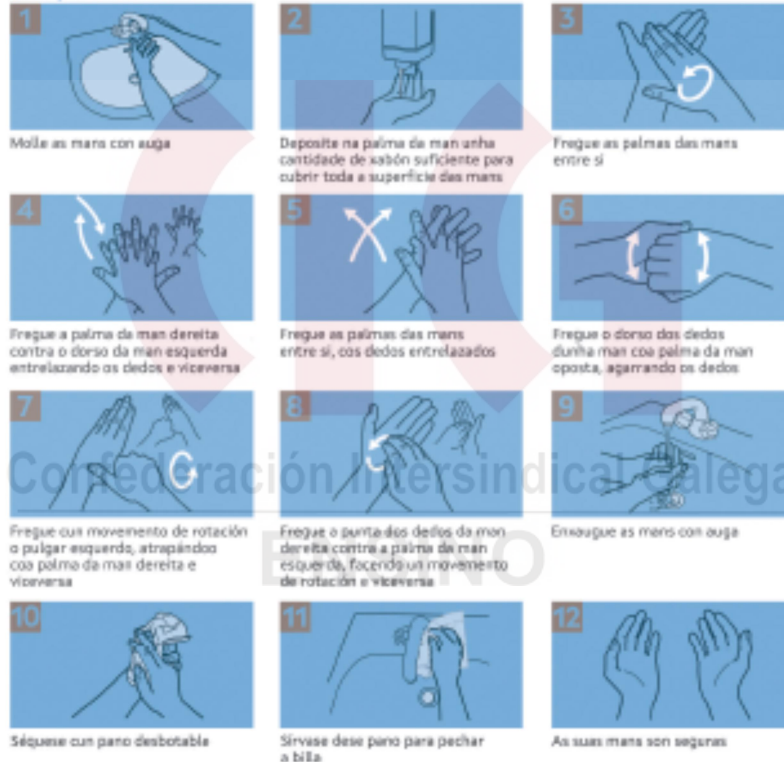 1
Molle as mans con auga
2
Deposite na palma da man unha
cantidade de xabón suficiente para
cubrir toda a superficie das mans
3
Fregue as palmas das mans
entre si
4
Fregue a palma da man dereita
contra o dorso da man esquerda
entrelazando os dedos e viceversa
5
Fregue as palmas das mans
entre si, cos dedos entrelazados
6
Fregue o dorso dos dedos
dunha man coa palma da man
oposta, agarrando os dedos
7
Fregue cun movemento de rotación
o pulgar esquerdo, atrapándoo
coa palma da man dereita e
viceversa
8
Fregue a punta dos dedos da man
dereita contra a palma da man
esquerda, facendo un movemento
de rotación e viceversa
9
Enxaugue as mans con auga
10
Séquese cun pano desbotable
11
Sírvase dese pano para pechar
a billa
12
As suas mans son seguras
CIG
Confederación Intersindical Galega
ENSINO